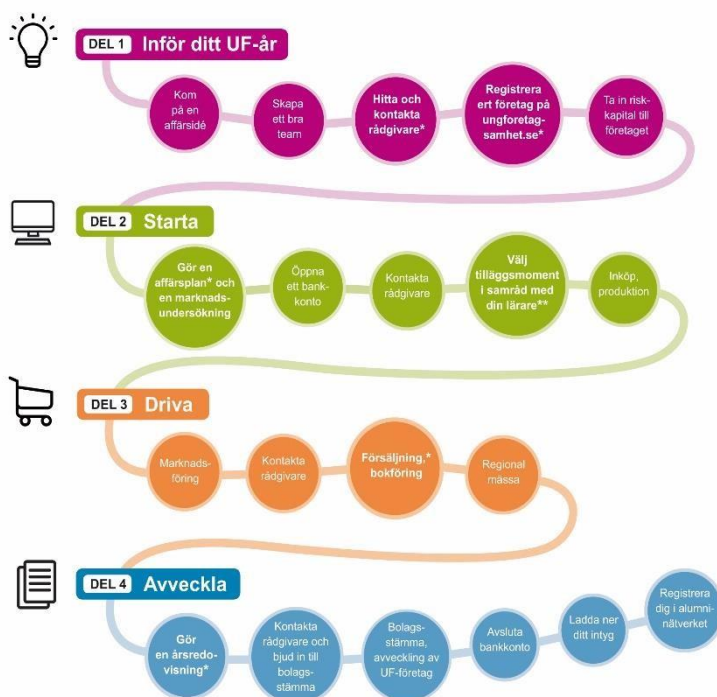 DEL 1 Inför ditt UF-år
Kom
på en
affärsidé
Skapa
ett bra
team
Hitta och
kontakta
rådgivare*
Registrera
ert företag på
ungforetag-
samhet.se*
Ta in risk-
kapital till
företaget
DEL 2 Starta
Gör en
affärsplan* och
en marknads-
undersökning
Öppna
ett bank-
konto
Kontakta
rådgivare
Välj
tilläggsmoment
i samråd med
din lärare**
Inköp,
produktion
DEL 3 Driva
Marknads-
föring
Kontakta
rådgivare
Försäljning,*
bokföring
Regional
mässa
DEL 4 Avveckla
Gör
en årsredo-
visning*
Kontakta
rådgivare och
bjud in till
bolags-
stämma
Bolags-
stämma,
avveckling av
UF-företag
Avsluta
bankkonto
Ladda ner
ditt intyg
Registrera
dig i alumni-
nätverket